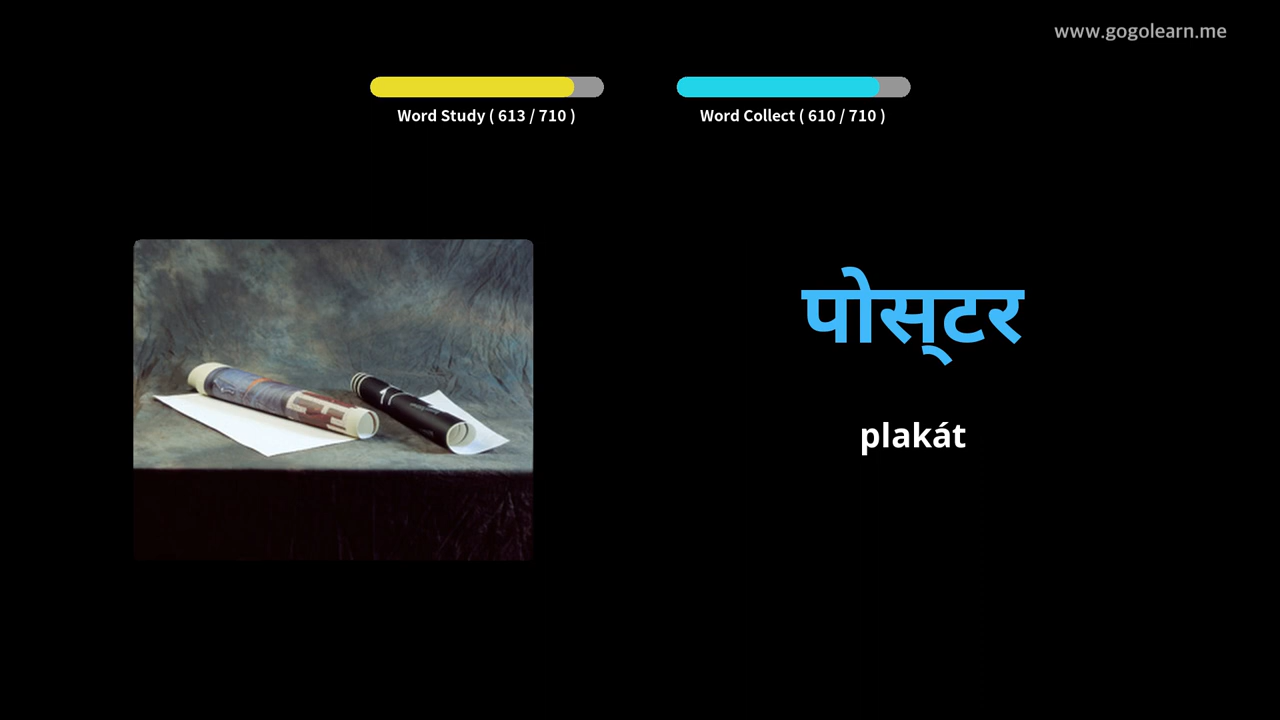 www.gogolearn.me
Word Study ( 613 / 710 )
Word Collect ( 610 / 710 )
पोस्‌टर
plakát